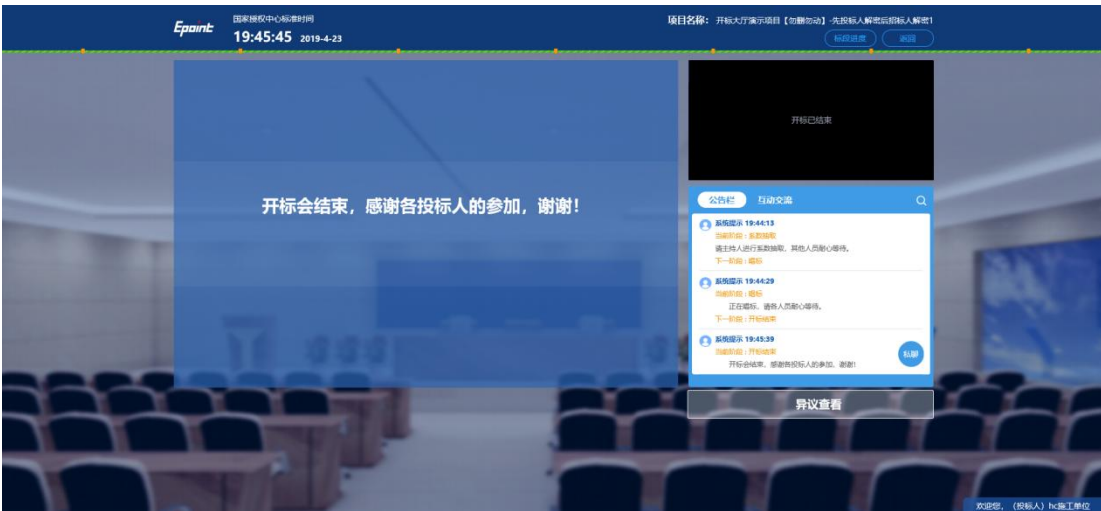 Epoint
国家授权中心标准时间
19:45:45 2019-4-23
项目名称： 开标大厅演示项目【勿删勿动】-先投标人解密后招标人解密1
标段进度 返回
开标会结束，感谢各投标人的参加，谢谢！
开标已结束
公告栏 互动交流
系统提示 19:44:13
当前阶段：系数抽取
请主持人进行系数抽取、其他人员耐心等待。
下一阶段：唱标
系统提示 19:44:29
当前阶段：唱标
正在唱标、请各人员耐心等待。
下一阶段：开标结束
系统提示 19:45:39
当前阶段：开标结束
开标会结束、感谢各投标人的参加、谢谢！
私聊
异议查看
欢迎您，（投标人）hc施工单位